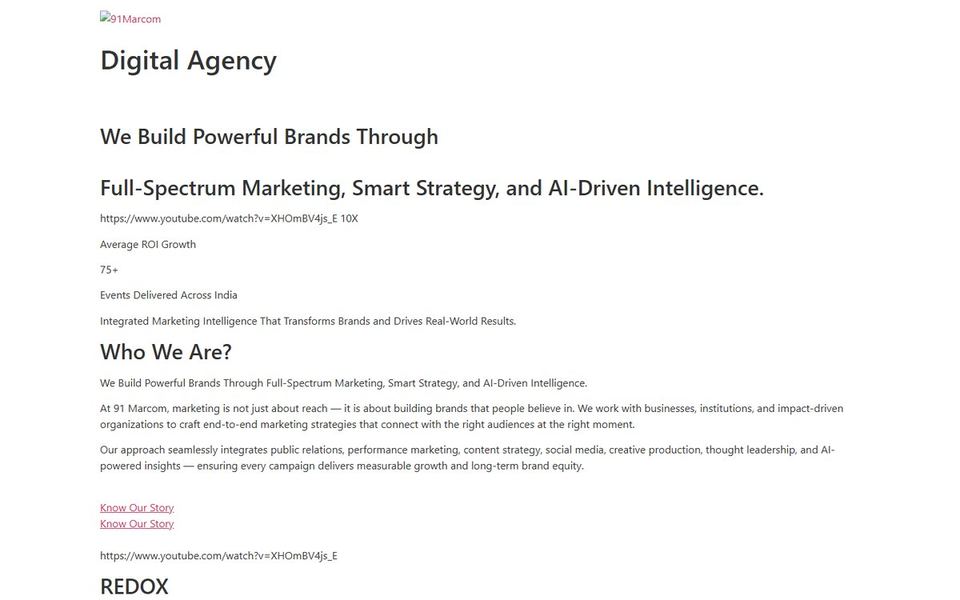 91Marcom
Digital Agency
We Build Powerful Brands Through
Full-Spectrum Marketing, Smart Strategy, and AI-Driven Intelligence.
https://www.youtube.com/watch?v=XHOmBV4js_E 10X
Average ROI Growth
75+
Events Delivered Across India
Integrated Marketing Intelligence That Transforms Brands and Drives Real-World Results.
Who We Are?
We Build Powerful Brands Through Full-Spectrum Marketing, Smart Strategy, and AI-Driven Intelligence.
At 91 Marcom, marketing is not just about reach — it is about building brands that people believe in. We work with businesses, institutions, and impact-driven
organizations to craft end-to-end marketing strategies that connect with the right audiences at the right moment.
Our approach seamlessly integrates public relations, performance marketing, content strategy, social media, creative production, thought leadership, and AI-
powered insights — ensuring every campaign delivers measurable growth and long-term brand equity.
Know Our Story
Know Our Story
https://www.youtube.com/watch?v=XHOmBV4js_E
REDOX